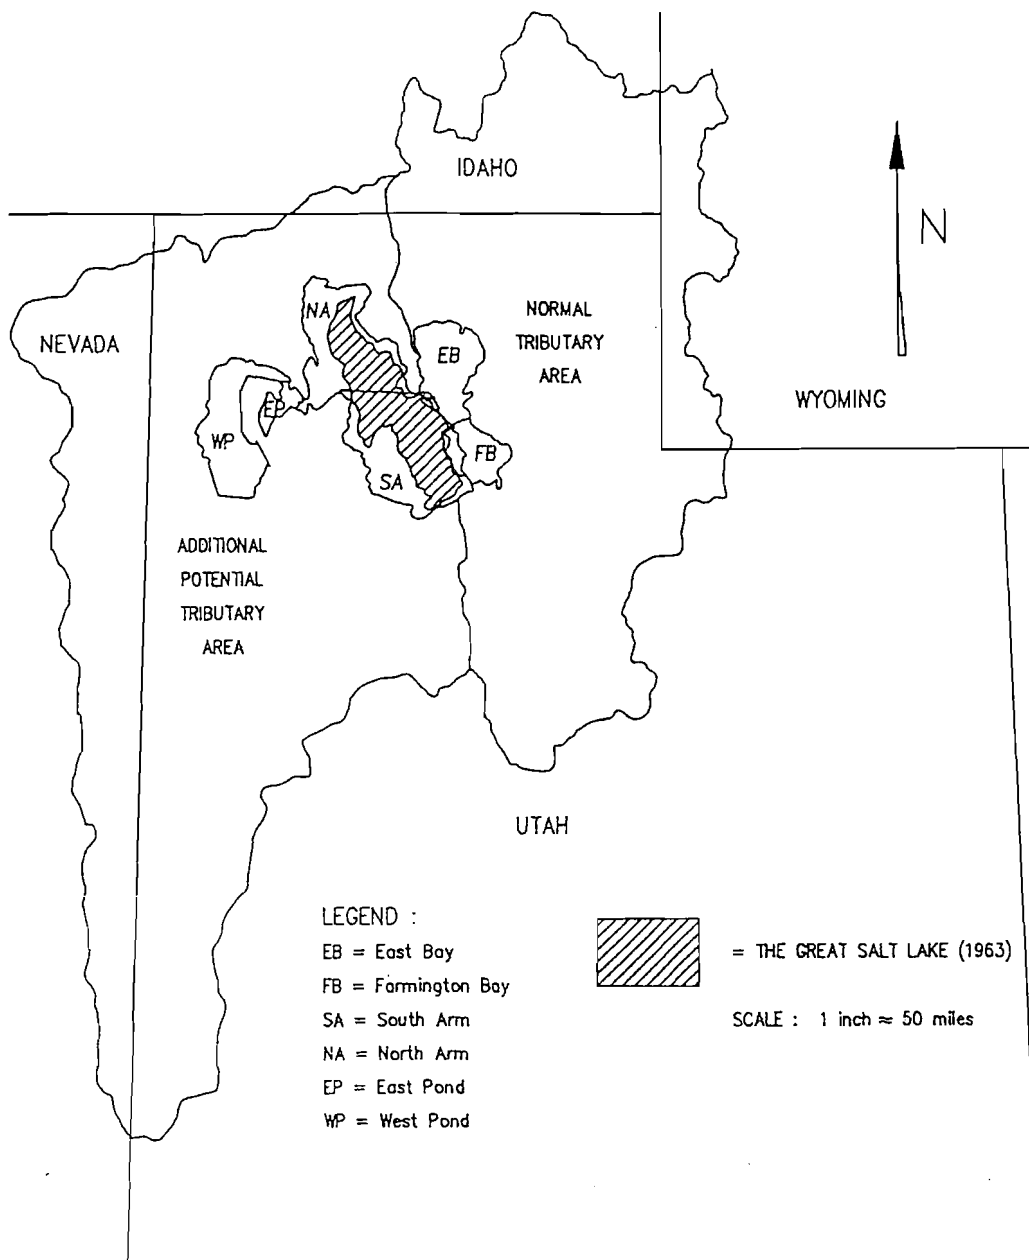 IDAHO
N
NEVADA
NA
NORMAL
TRIBUTARY
AREA
EB
WYOMING
EP
WP
FB
SA
ADDITIONAL
POTENTIAL
TRIBUTARY
AREA
UTAH
LEGEND :
EB = East Bay
FB = Farmington Bay
SA = South Arm
NA = North Arm
EP = East Pond
WP = West Pond
= THE GREAT SALT LAKE (1963)
SCALE : 1 inch ≈ 50 miles